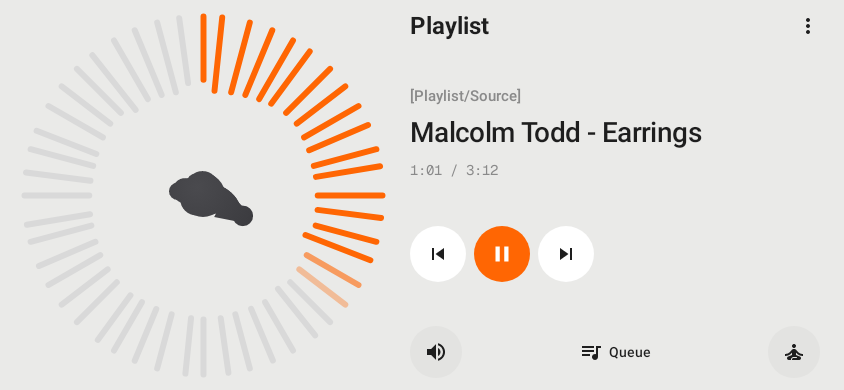 Playlist
[Playlist/Source]
Malcolm Todd - Earrings
1:01 / 3:12
Queue